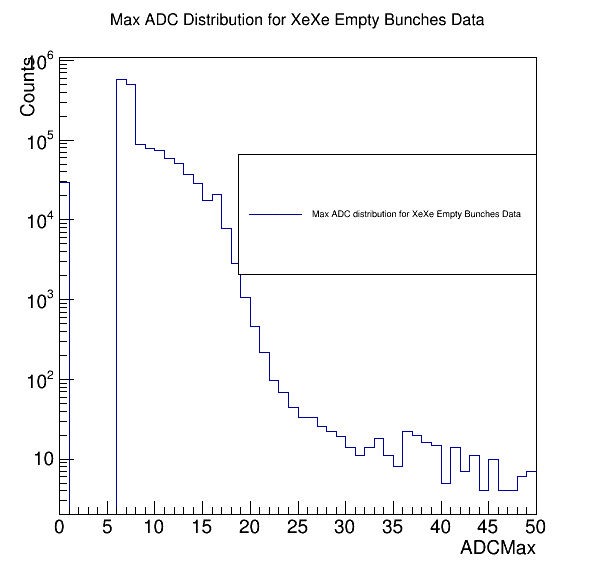 Max ADC Distribution for XeXe Empty Bunches Data
Counts
10^6
10^5
10^4
10^3
10^2
10
Max ADC distribution for XeXe Empty Bunches Data
0 5 10 15 20 25 30 35 40 45 50
ADCMax